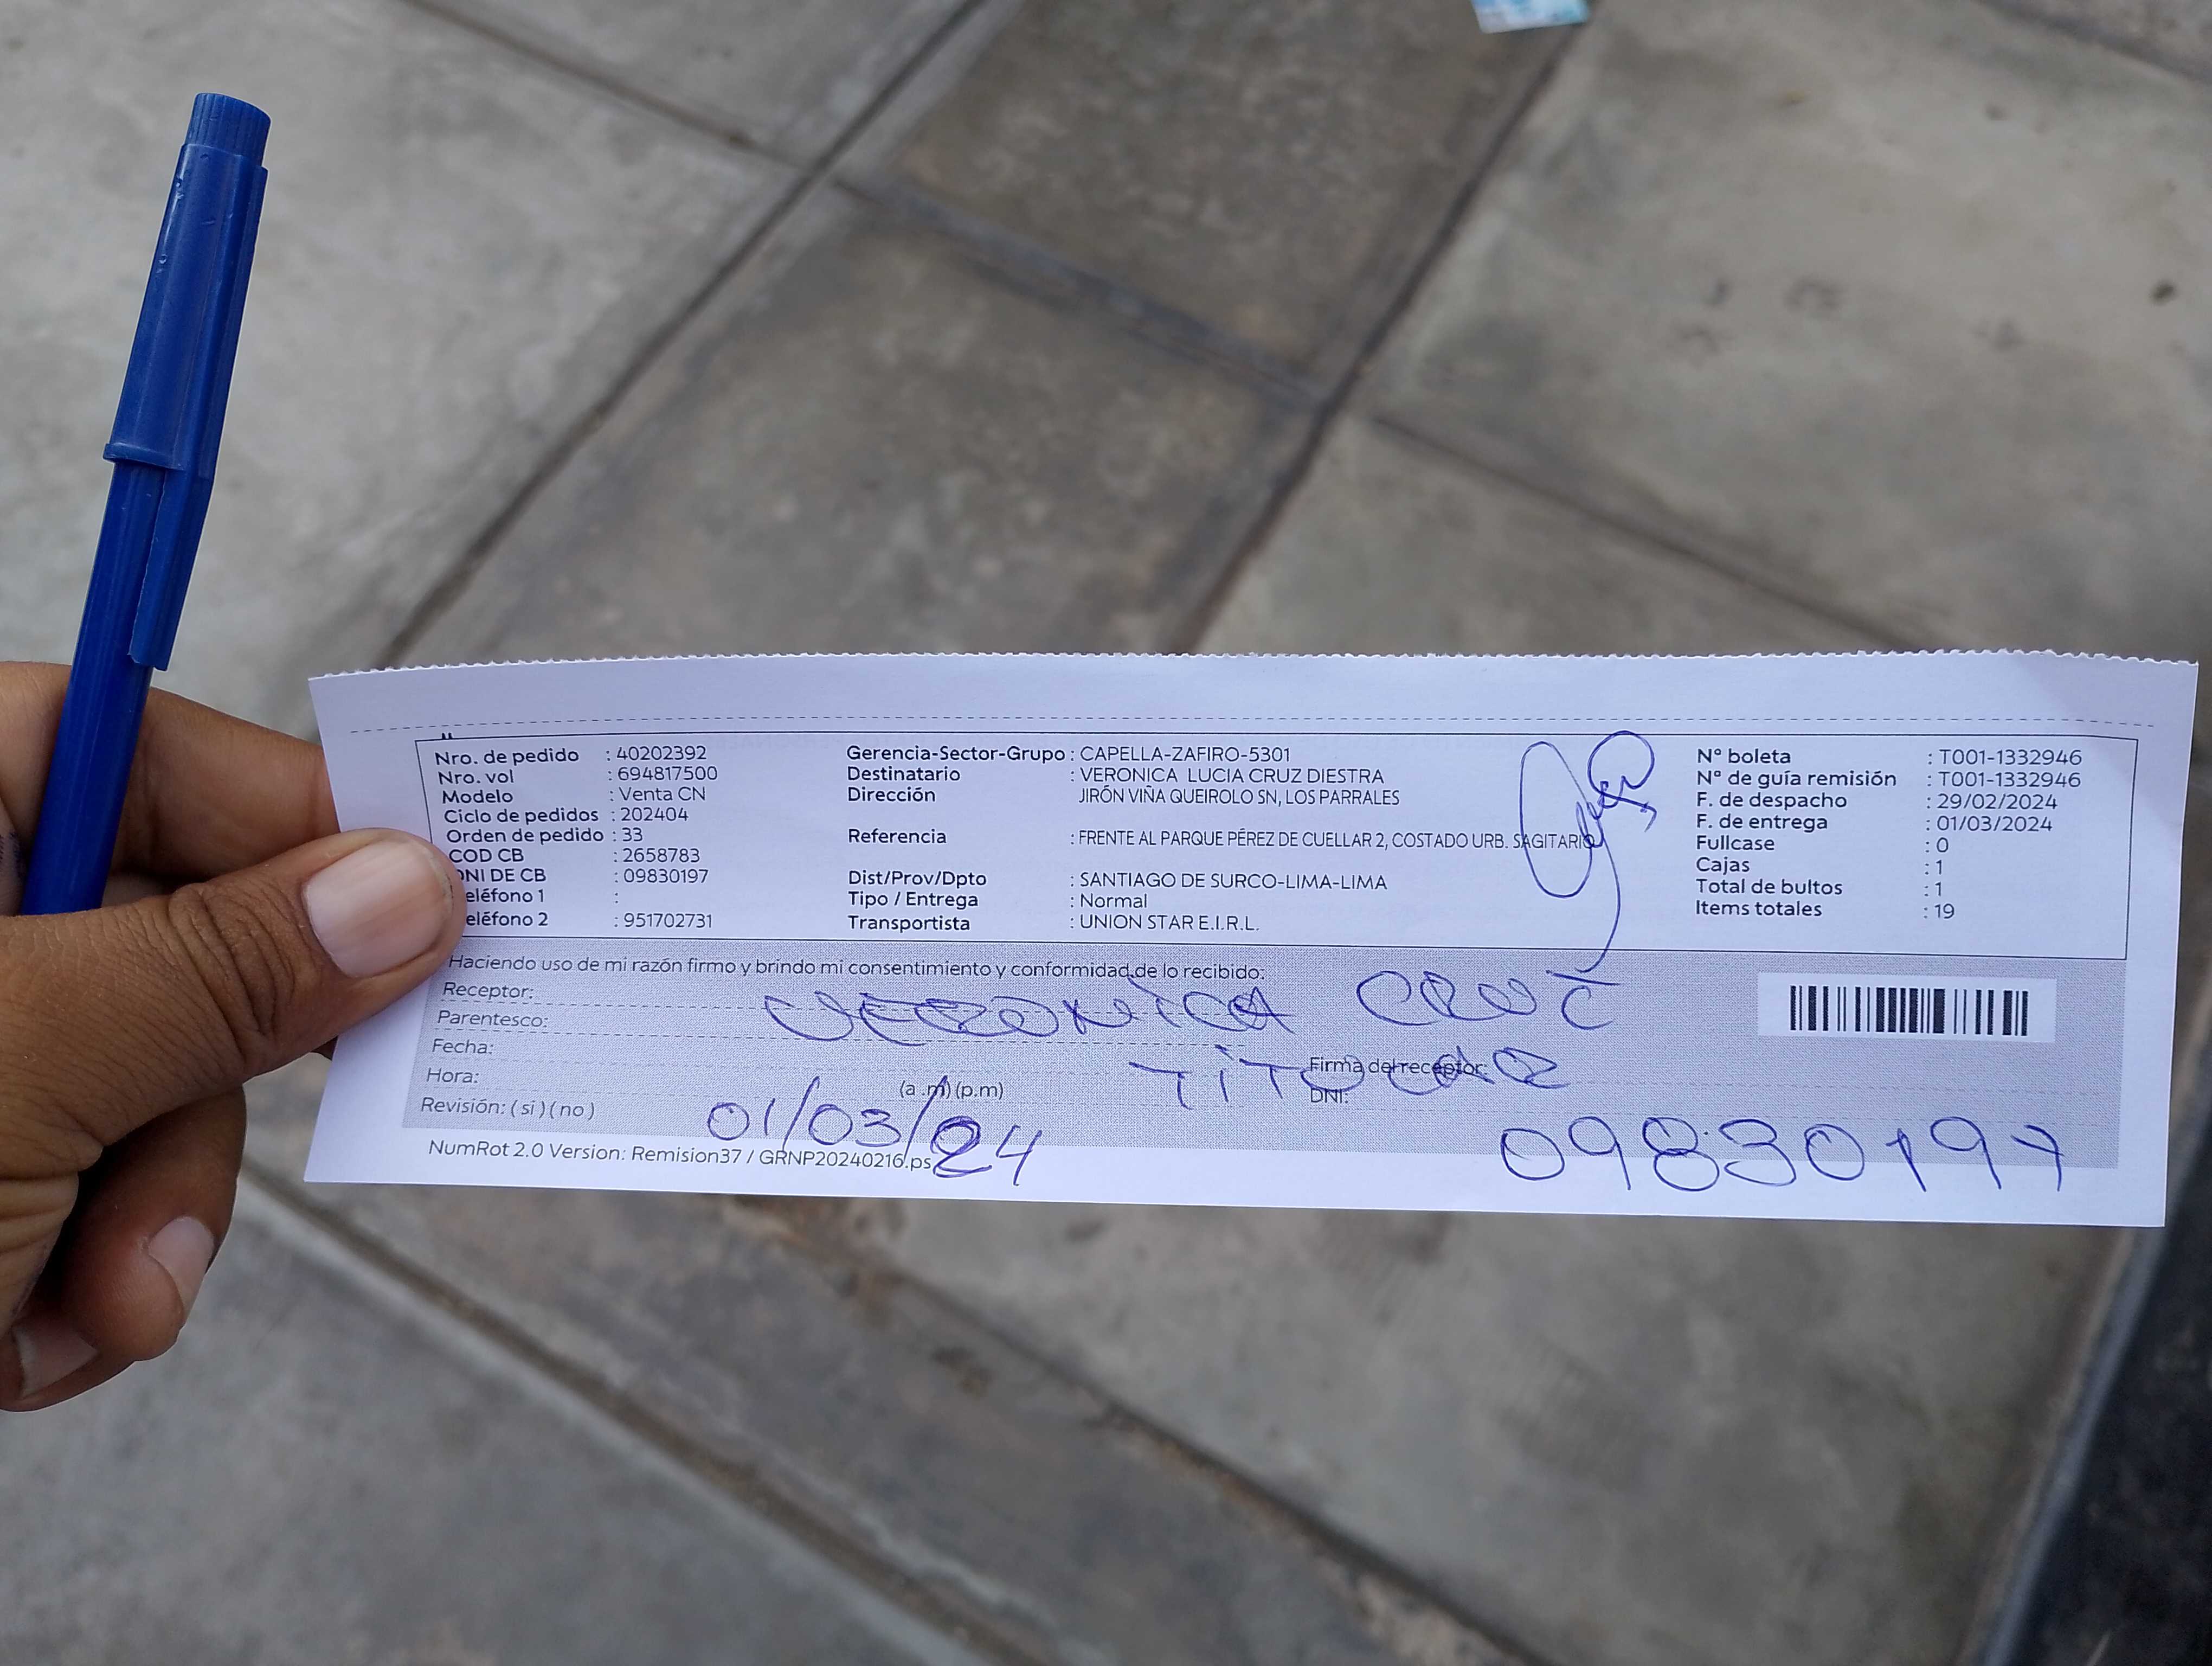 Nro. de pedido : 40202392
Nro. vol : 694817500
Modelo : Venta CN
Ciclo de pedidos : 202404
Orden de pedido : 33
COD CB : 2658783
DNI DE CB : 09830197
eléfono 1 :
eléfono 2 : 951702731
Gerencia-Sector-Grupo : CAPELLA-ZAFIRO-5301
Destinatario : VERONICA LUCIA CRUZ DIESTRA
Dirección JIRÓN VIÑA QUEIROLO SN, LOS PARRALES
Referencia : FRENTE AL PARQUE PÉREZ DE CUELLAR 2, COSTADO URB. SAGITARIO
Dist/Prov/Dpto : SANTIAGO DE SURCO-LIMA-LIMA
Tipo / Entrega : Normal
Transportista : UNION STAR E.I.R.L.
Nº boleta : T001-1332946
Nº de guía remisión : T001-1332946
F. de despacho : 29/02/2024
F. de entrega : 01/03/2024
Fullcase : 0
Cajas : 1
Total de bultos : 1
Items totales : 19
Haciendo uso de mi razón firmo y brindo mi consentimiento y conformidad de lo recibido:
Receptor: VERONICA CRUZ
Parentesco:
Fecha: TITULAR Firma del receptor:
Hora: (a.m) (p.m) DNI:
Revisión: ( si ) ( no ) 01/03/24 09830197
NumRot 2.0 Version: Remision37 / GRNP20240216.ps